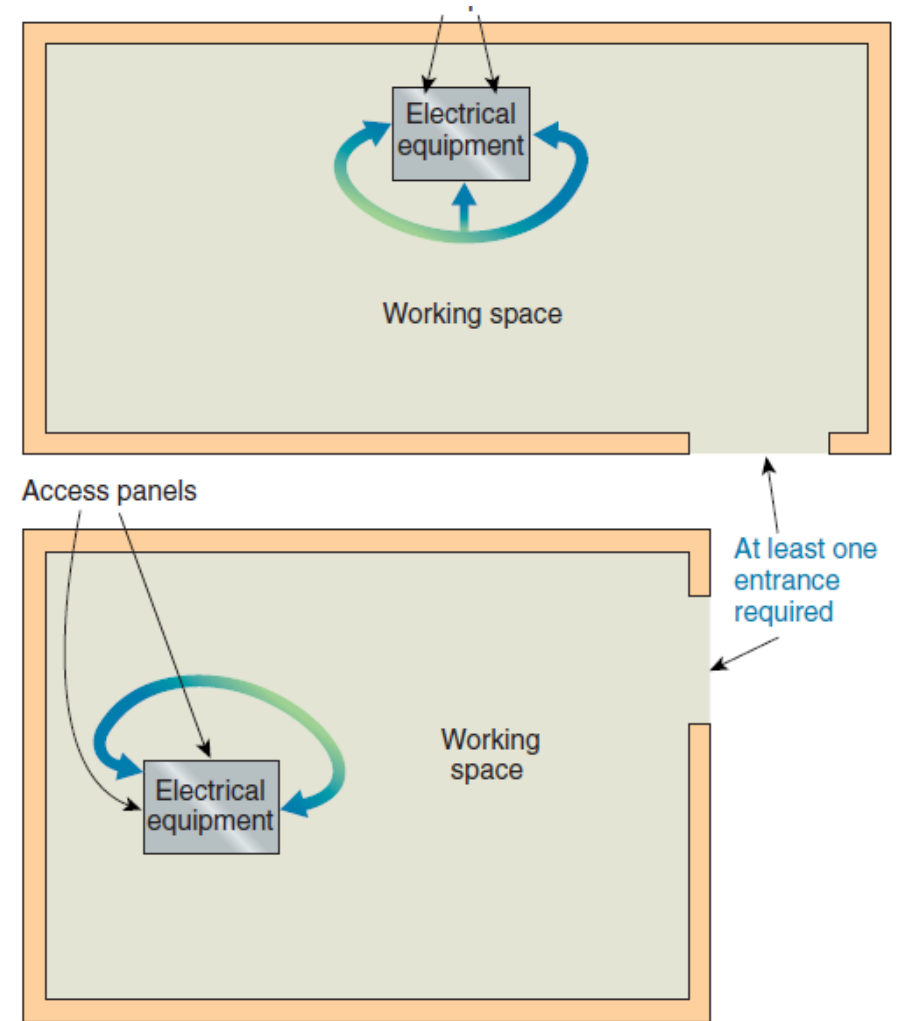 Electrical
equipment
Working space
Access panels
At least one
entrance
required
Working
space
Electrical
equipment